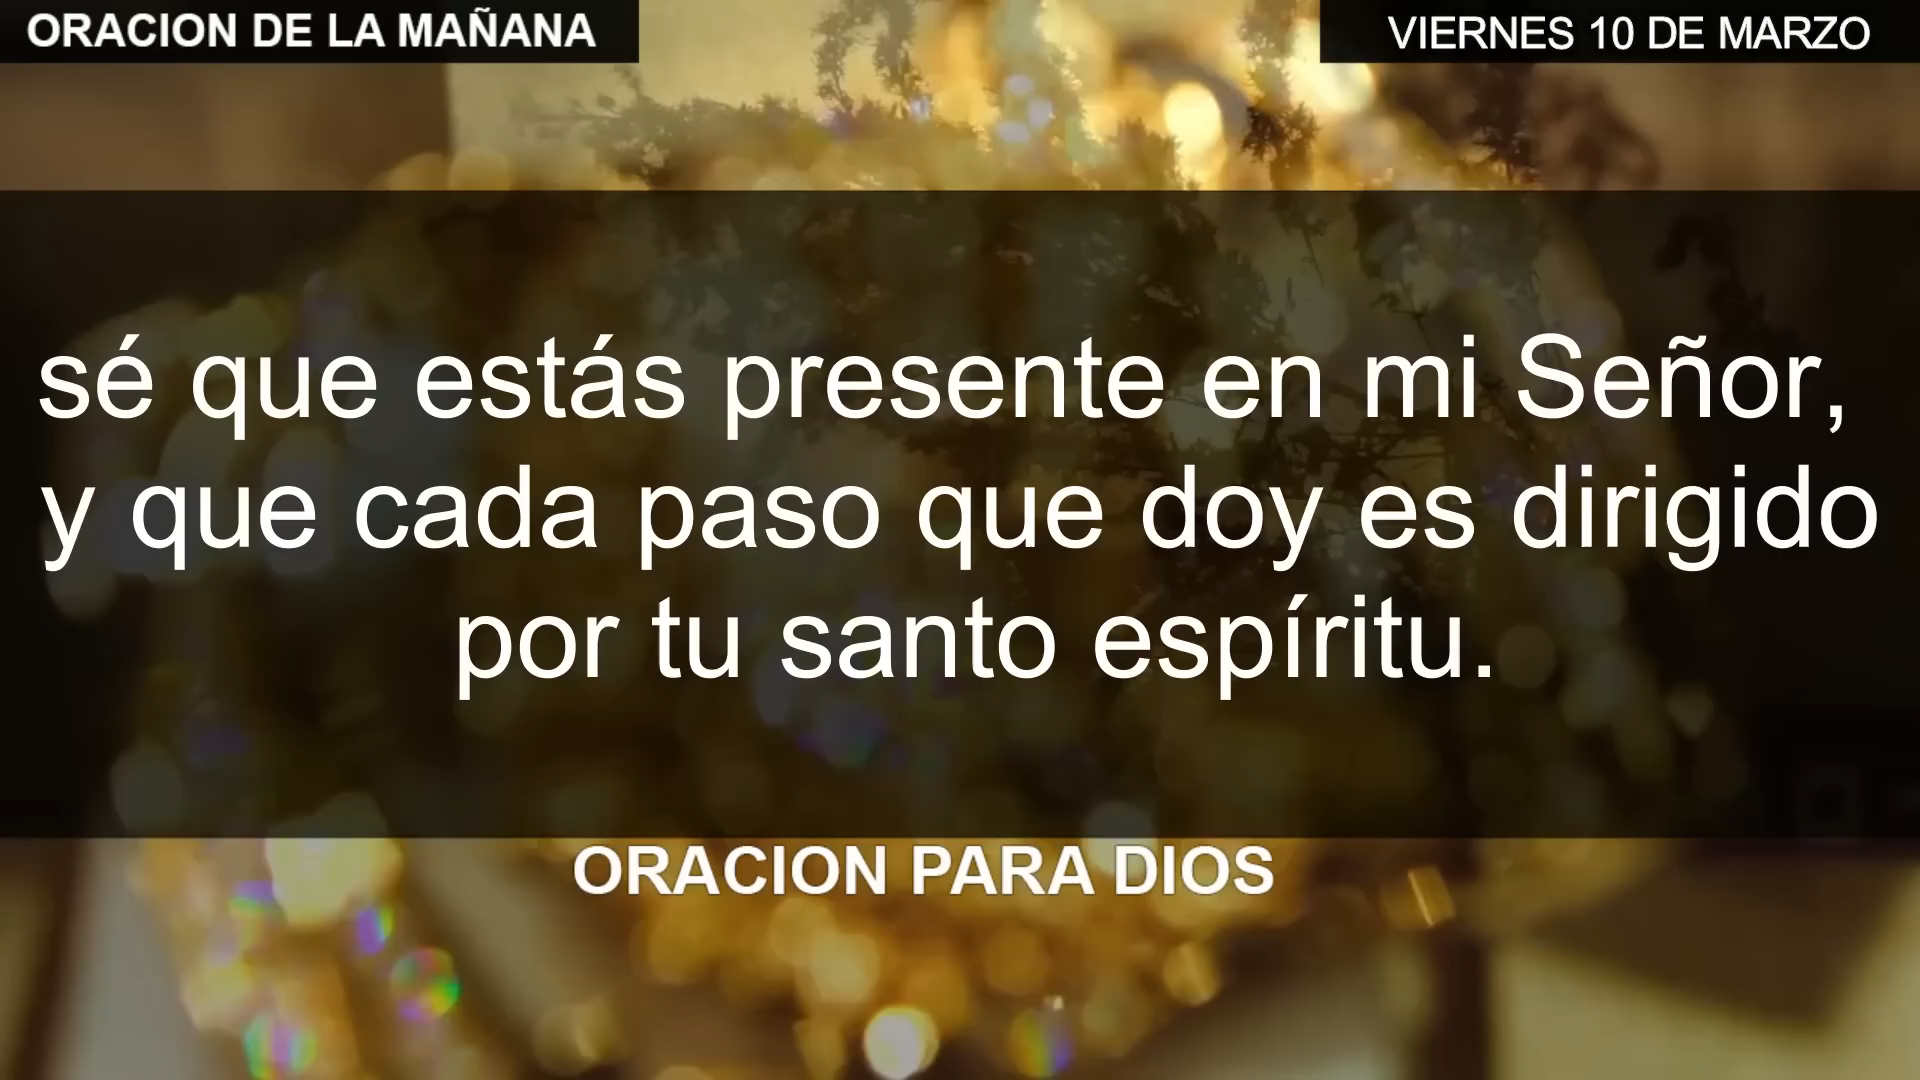 ORACION DE LA MAÑANA
VIERNES 10 DE MARZO
sé que estás presente en mi Señor,
y que cada paso que doy es dirigido
por tu santo espíritu.
ORACION PARA DIOS